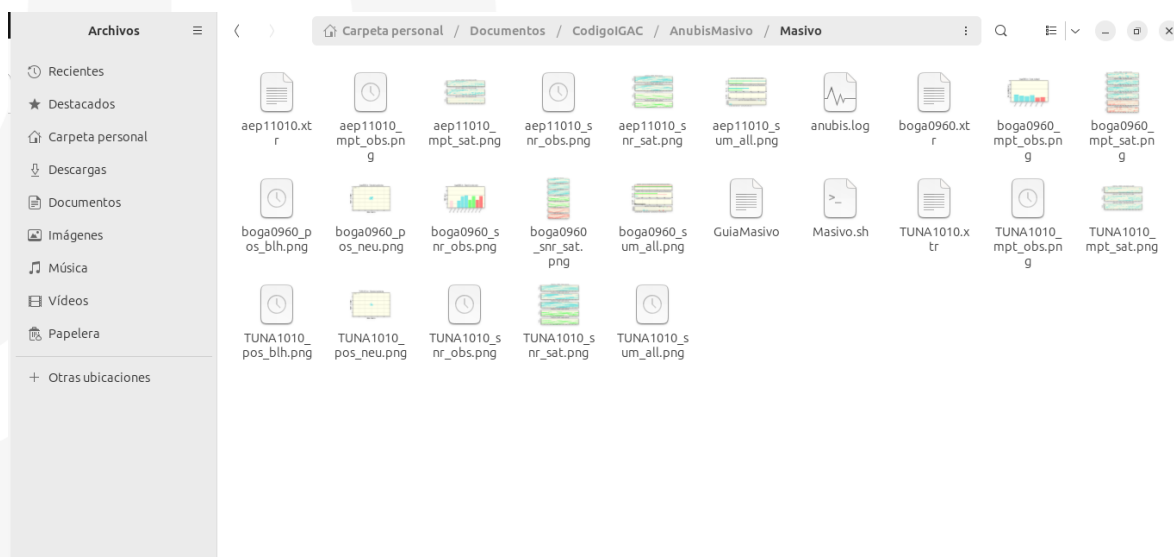 Archivos
Carpeta personal / Documentos / CodigoIGAC / AnubisMasivo / Masivo
Recientes
Destacados
Carpeta personal
Descargas
Documentos
Imágenes
Música
Vídeos
Papelera
Otras ubicaciones
aep11010.xt
r
aep11010_
mpt_obs.pn
g
aep11010_
mpt_sat.png
aep11010_s
nr_obs.png
aep11010_s
nr_sat.png
aep11010_s
um_all.png
anubis.log
boga0960.xt
r
boga0960_
mpt_obs.pn
g
boga0960_
mpt_sat.pn
g
boga0960_p
os_blh.png
boga0960_p
os_neu.png
boga0960_s
nr_obs.png
boga0960
_snr_sat.
png
boga0960_s
um_all.png
GuiaMasivo
Masivo.sh
TUNA1010.x
tr
TUNA1010_
mpt_obs.pn
g
TUNA1010_
mpt_sat.png
TUNA1010_
pos_blh.png
TUNA1010_
pos_neu.png
TUNA1010_s
nr_obs.png
TUNA1010_s
nr_sat.png
TUNA1010_s
um_all.png